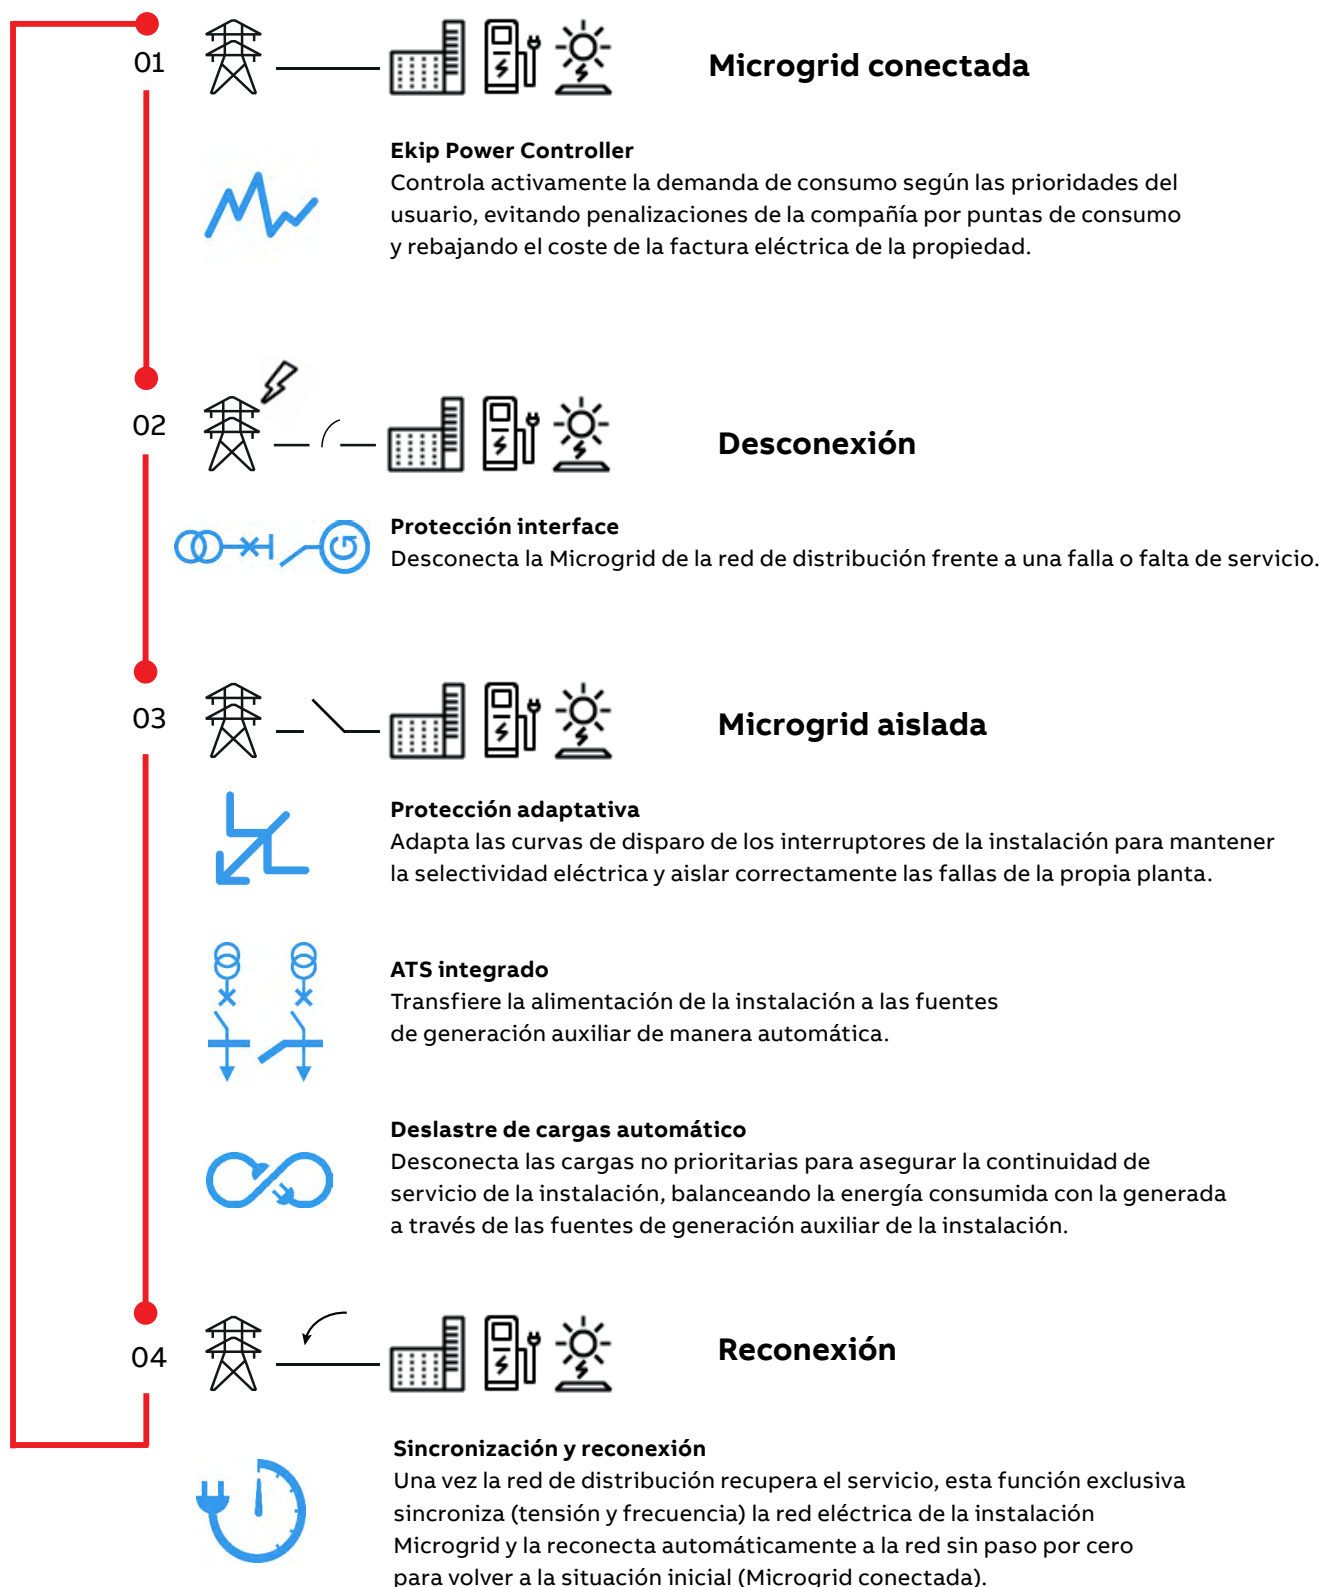 01
Microgrid conectada
Ekip Power Controller
Controla activamente la demanda de consumo según las prioridades del
usuario, evitando penalizaciones de la compañía por puntas de consumo
y rebajando el coste de la factura eléctrica de la propiedad.
02
Desconexión
Protección interface
Desconecta la Microgrid de la red de distribución frente a una falla o falta de servicio.
G
03
Microgrid aislada
Protección adaptativa
Adapta las curvas de disparo de los interruptores de la instalación para mantener
la selectividad eléctrica y aislar correctamente las fallas de la propia planta.
ATS integrado
Transfiere la alimentación de la instalación a las fuentes
de generación auxiliar de manera automática.
Deslastre de cargas automático
Desconecta las cargas no prioritarias para asegurar la continuidad de
servicio de la instalación, balanceando la energía consumida con la generada
a través de las fuentes de generación auxiliar de la instalación.
04
Reconexión
Sincronización y reconexión
Una vez la red de distribución recupera el servicio, esta función exclusiva
sincroniza (tensión y frecuencia) la red eléctrica de la instalación
Microgrid y la reconecta automáticamente a la red sin paso por cero
para volver a la situación inicial (Microgrid conectada).